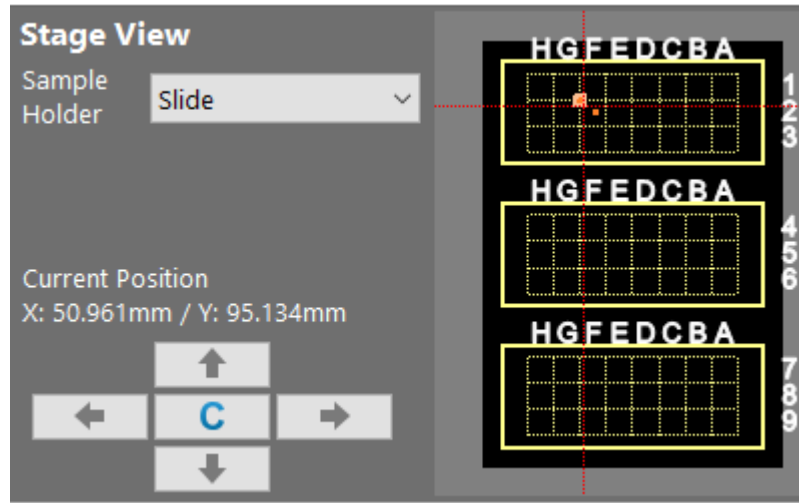 Stage View
Sample
Holder
Slide
Current Position
X: 50.961mm / Y: 95.134mm
C
HGFEDCBA
1
2
3
HGFEDCBA
4
5
6
HGFEDCBA
7
8
9